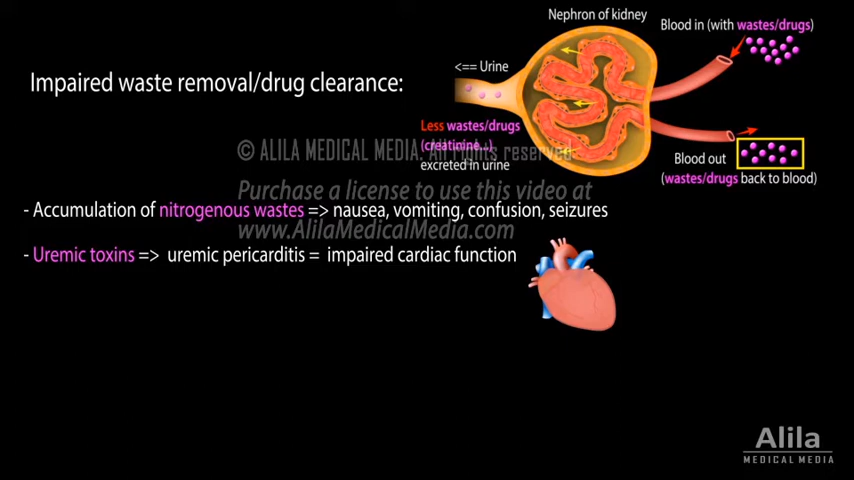 Nephron of kidney
Blood in (with wastes/drugs)
<== Urine
Impaired waste removal/drug clearance:
Less wastes/drugs
(creatinine...)
excreted in urine
© ALILA MEDICAL MEDIA. All rights reserved.
Blood out
(wastes/drugs back to blood)
Purchase a license to use this video at
www.AlilaMedicalMedia.com
- Accumulation of nitrogenous wastes => nausea, vomiting, confusion, seizures
- Uremic toxins => uremic pericarditis = impaired cardiac function
Alila
MEDICAL MEDIA